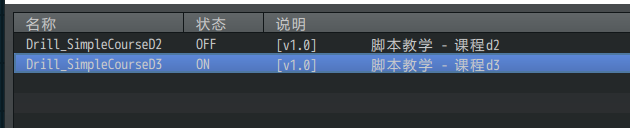 名称 状态 说明
Drill_SimpleCourseD2 OFF [v1.0] 脚本教学 - 课程d2
Drill_SimpleCourseD3 ON [v1.0] 脚本教学 - 课程d3